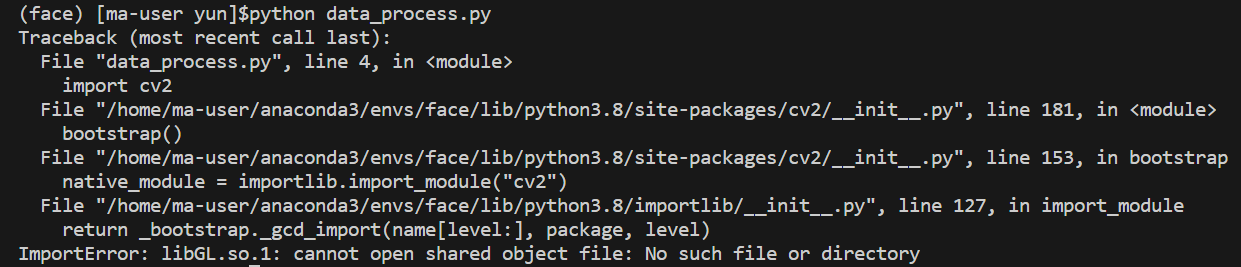 (face) [ma-user yun]$python data_process.py
Traceback (most recent call last):
  File "data_process.py", line 4, in <module>
    import cv2
  File "/home/ma-user/anaconda3/envs/face/lib/python3.8/site-packages/cv2/__init__.py", line 181, in <module>
    bootstrap()
  File "/home/ma-user/anaconda3/envs/face/lib/python3.8/site-packages/cv2/__init__.py", line 153, in bootstrap
    native_module = importlib.import_module("cv2")
  File "/home/ma-user/anaconda3/envs/face/lib/python3.8/importlib/__init__.py", line 127, in import_module
    return _bootstrap._gcd_import(name[level:], package, level)
ImportError: libGL.so.1: cannot open shared object file: No such file or directory